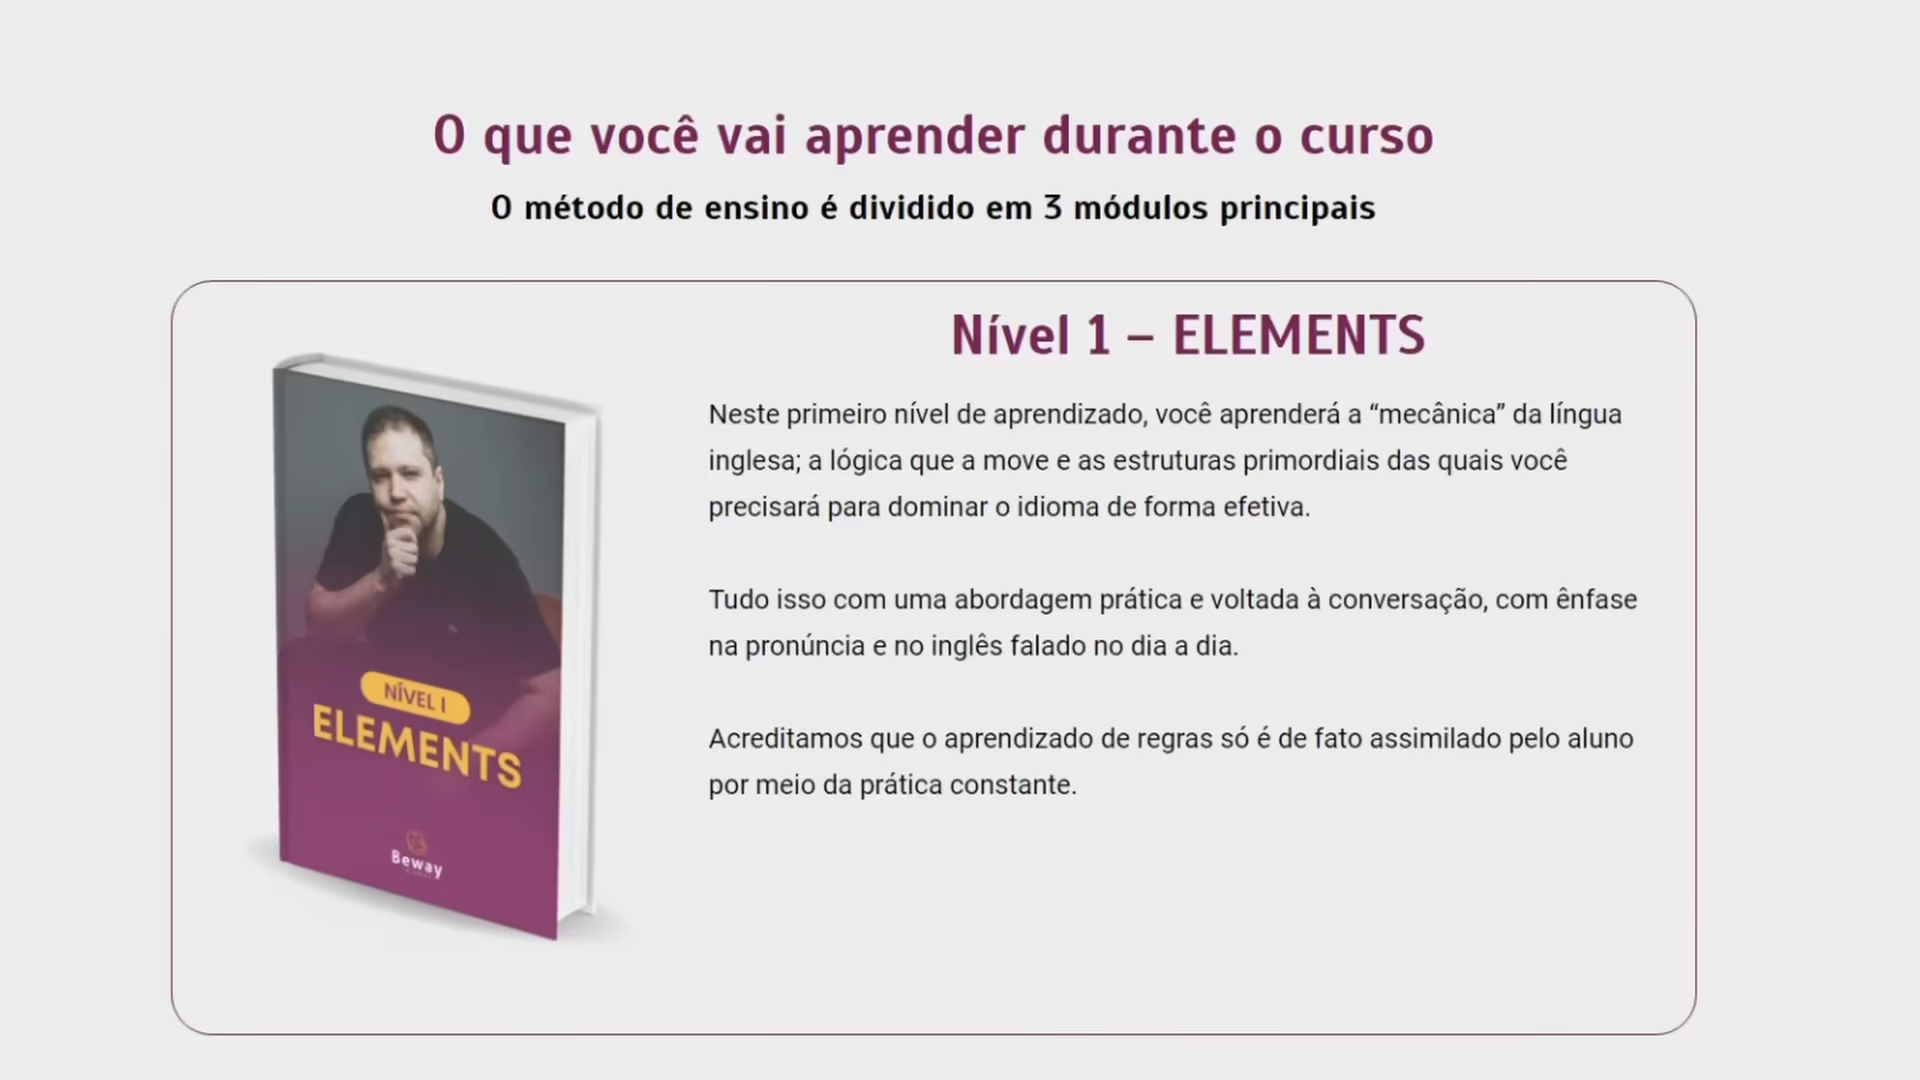 O que você vai aprender durante o curso
O método de ensino é dividido em 3 módulos principais
Nível 1 – ELEMENTS
Neste primeiro nível de aprendizado, você aprenderá a “mecânica” da língua
inglesa; a lógica que a move e as estruturas primordiais das quais você
precisará para dominar o idioma de forma efetiva.
Tudo isso com uma abordagem prática e voltada à conversação, com ênfase
na pronúncia e no inglês falado no dia a dia.
Acreditamos que o aprendizado de regras só é de fato assimilado pelo aluno
por meio da prática constante.
NÍVEL I
ELEMENTS
Beway